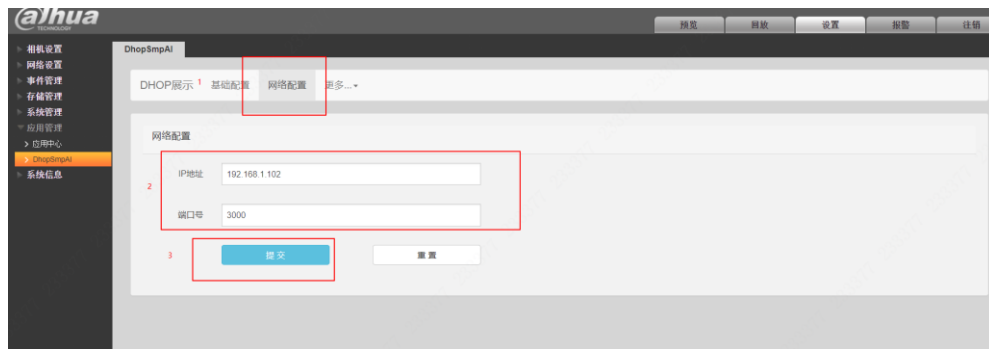 alhua
TECHNOLOGY
预览 回放 设置 报警 注销
相机设置
网络设置
事件管理
存储管理
系统管理
应用管理
应用中心
DhopSmpAI
系统信息
DhopSmpAI
DHOP展示 1 基础配置 网络配置 更多...
网络配置
2
IP地址 192.168.1.102
端口号 3000
3 提交 重置